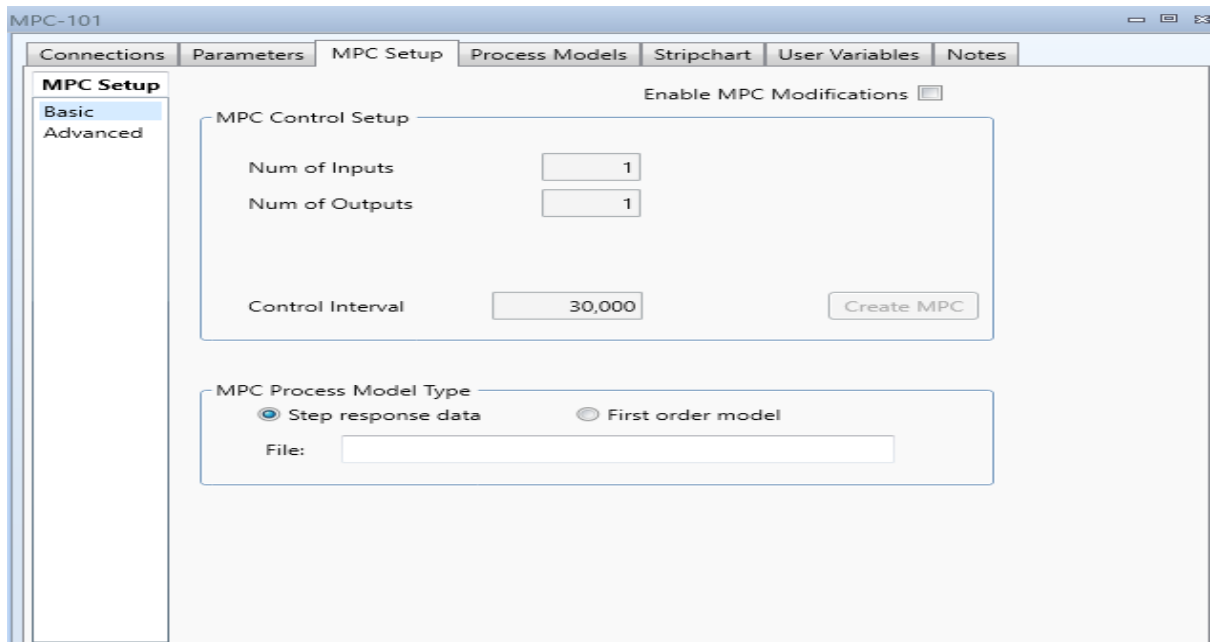 MPC-101
Connections Parameters MPC Setup Process Models Stripchart User Variables Notes
MPC Setup
Basic
Advanced
Enable MPC Modifications
MPC Control Setup
Num of Inputs 1
Num of Outputs 1
Control Interval 30,000 Create MPC
MPC Process Model Type
Step response data First order model
File: